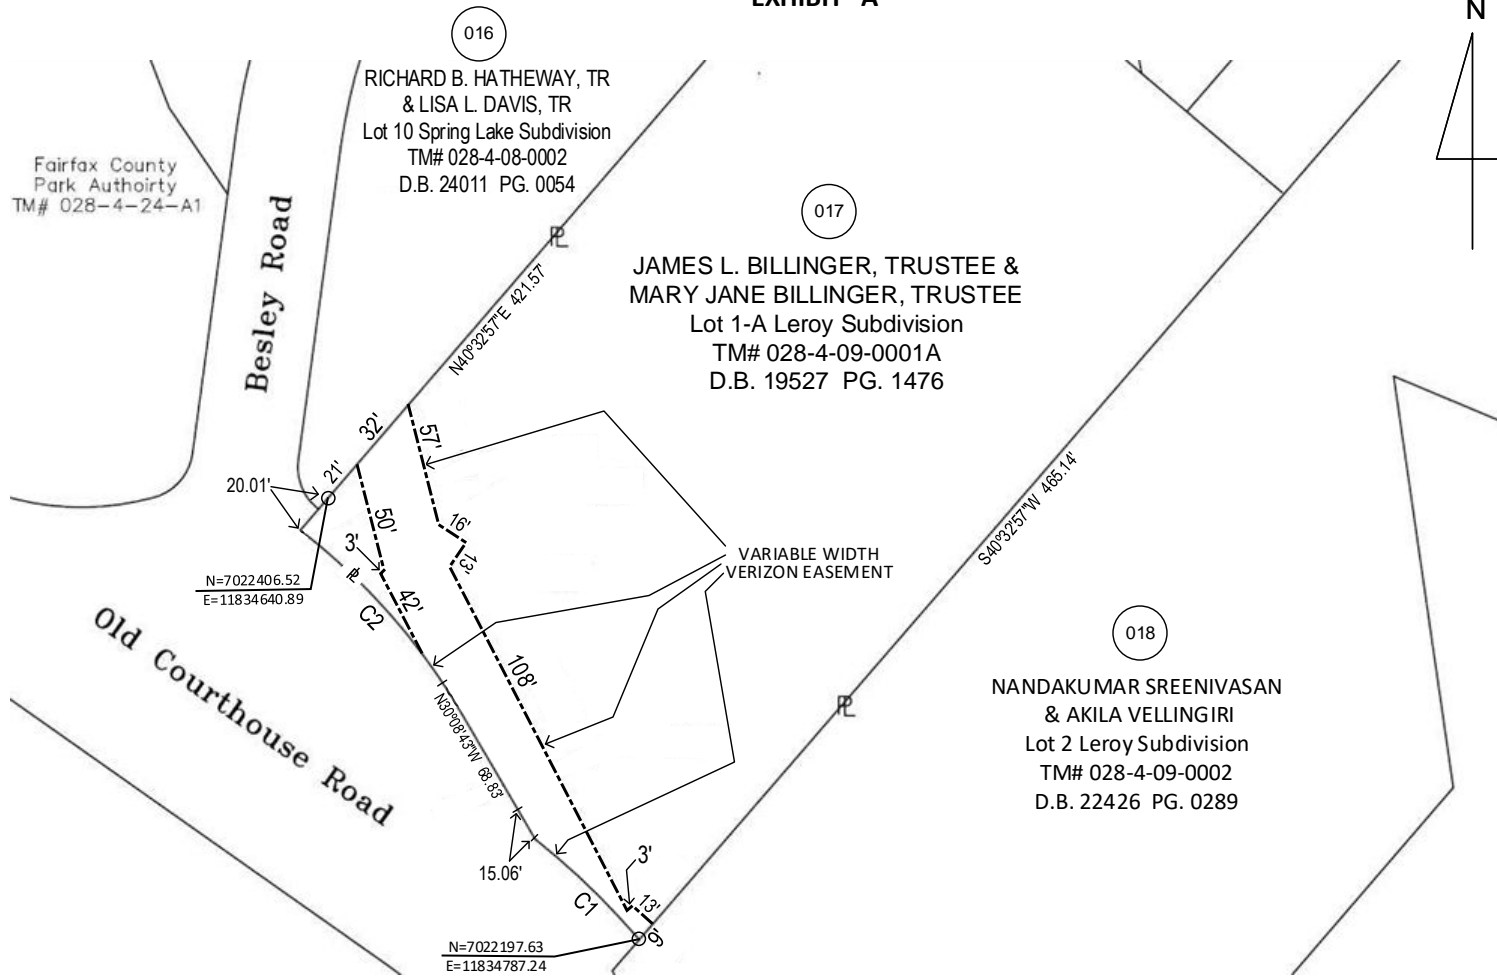 EXHIBIT "A"
N
016
RICHARD B. HATHEWAY, TR
& LISA L. DAVIS, TR
Lot 10 Spring Lake Subdivision
TM# 028-4-08-0002
D.B. 24011 PG. 0054
Fairfax County
Park Authoirty
TM# 028-4-24-A1
Besley Road
017
JAMES L. BILLINGER, TRUSTEE &
MARY JANE BILLINGER, TRUSTEE
Lot 1-A Leroy Subdivision
TM# 028-4-09-0001A
D.B. 19527 PG. 1476
PL
N40°32'57"E 421.57'
32'
57'
21'
20.01'
50'
16'
13'
3'
PL
42'
C2
N=7022406.52
E=11834640.89
VARIABLE WIDTH
VERIZON EASEMENT
S40°32'57"W 465.14'
Old Courthouse Road
108'
N30°08'43"W 68.83'
PL
018
NANDAKUMAR SREENIVASAN
& AKILA VELLINGIRI
Lot 2 Leroy Subdivision
TM# 028-4-09-0002
D.B. 22426 PG. 0289
15.06'
3'
C1
13'
9'
N=7022197.63
E=11834787.24